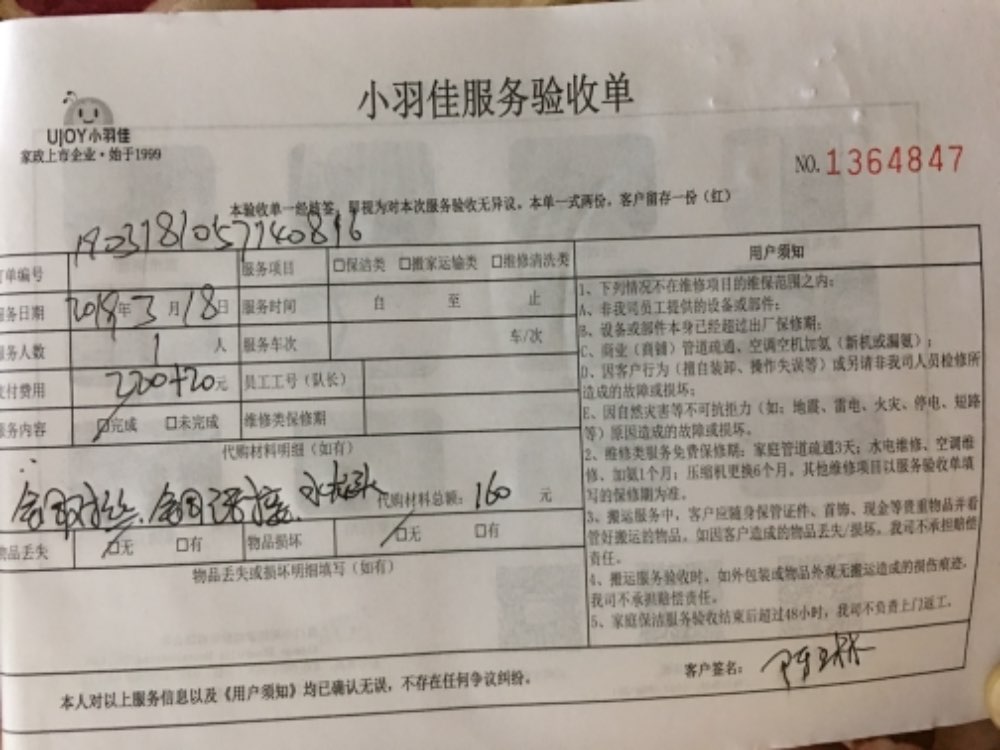 小羽佳服务验收单
UJOY小羽佳
家政上市企业·始于1999
NO. 1364847
本验收单一经核签，即视为对本次服务验收无异议。本单一式两份，客户留存一份（红）
单编号 服务项目 □保洁类 □搬家运输类 □维修清洗类
务日期 2019年3月18日 服务时间 自 至 止
务人数 1 人 服务车次 车/次
付费用 220+20元 员工工号（队长）
务内容 ☑完成 □未完成 维修类保修期
代购材料明细（如有）
水龙头 代购材料总额：160 元
品丢失 ☑无 □有 物品损坏 ☑无 □有
物品丢失或损坏明细填写（如有）
用户须知
1、下列情况不在维修项目的维保范围之内：
A、非我司员工提供的设备或部件；
B、设备或部件本身已经超过出厂保修期；
C、商业（商铺）管道疏通、空调空机加氨（新机或漏氨）；
D、因客户行为（擅自装卸、操作失误等）或另请非我司人员检修所
造成的故障或损坏；
E、因自然灾害等不可抗拒力（如：地震、雷电、火灾、停电、短路
等）原因造成的故障或损坏。
2、维修类服务免费保修期：家庭管道疏通3天；水电维修、空调维
修、加氨1个月；压缩机更换6个月，其他维修项目以服务验收单填
写的保修期为准。
3、搬运服务中，客户应随身保管证件、首饰、现金等贵重物品并看
管好搬运的物品。如因客户造成的物品丢失/损坏，我司不承担赔偿
责任。
4、搬运服务验收时，如外包装或物品外观无搬运造成的损伤痕迹，
我司不承担赔偿责任。
5、家庭保洁服务验收结束后超过48小时，我司不负责上门返工。
本人对以上服务信息以及《用户须知》均已确认无误，不存在任何争议纠纷。
客户签名：